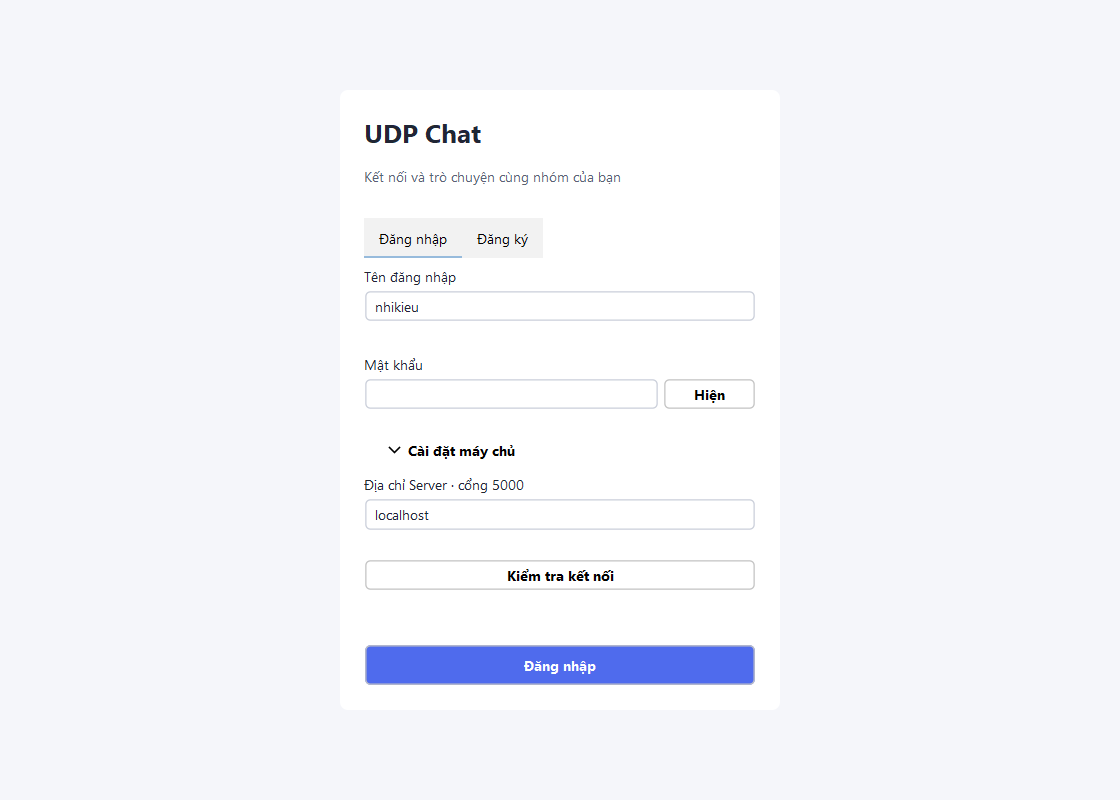 UDP Chat
Kết nối và trò chuyện cùng nhóm của bạn
Đăng nhập Đăng ký
Tên đăng nhập
nhikieu
Mật khẩu
Hiện
Cài đặt máy chủ
Địa chỉ Server · cổng 5000
localhost
Kiểm tra kết nối
Đăng nhập